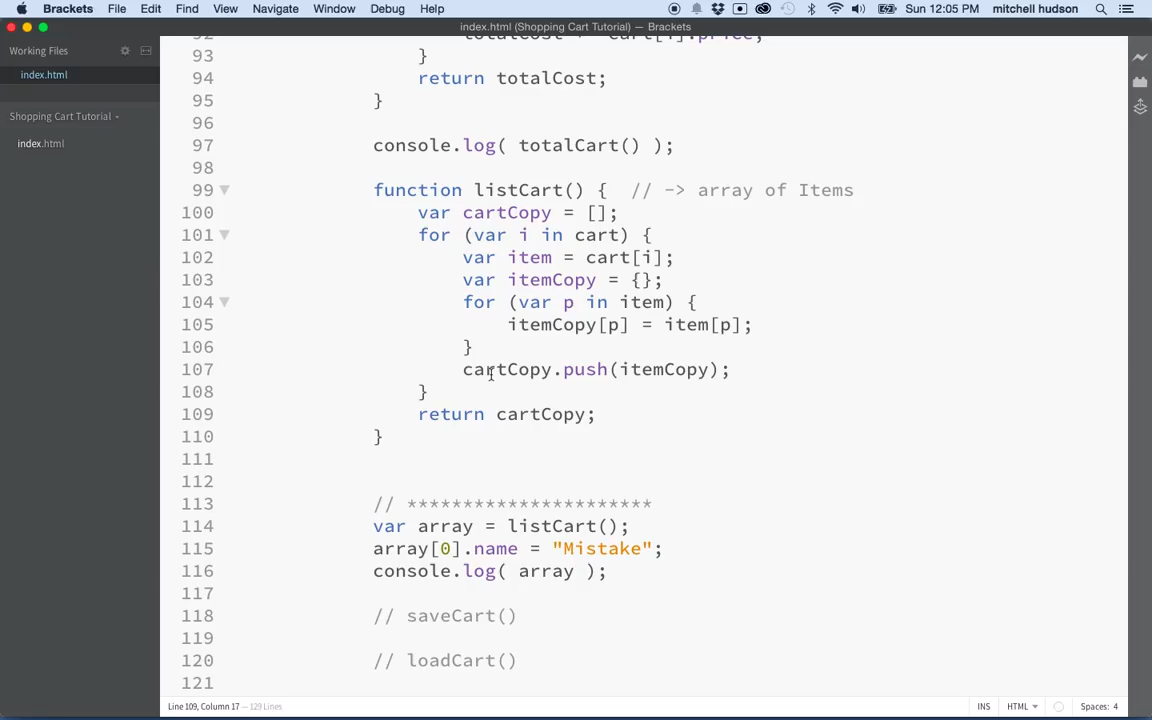 Brackets File Edit Find View Navigate Window Debug Help Sun 12:05 PM mitchell hudson
index.html (Shopping Cart Tutorial) — Brackets
Working Files
index.html
Shopping Cart Tutorial
index.html
93 }
94 return totalCost;
95 }
96
97 console.log( totalCart() );
98
99 function listCart() { // -> array of Items
100 var cartCopy = [];
101 for (var i in cart) {
102 var item = cart[i];
103 var itemCopy = {};
104 for (var p in item) {
105 itemCopy[p] = item[p];
106 }
107 cartCopy.push(itemCopy);
108 }
109 return cartCopy;
110 }
111
112
113 // **********************
114 var array = listCart();
115 array[0].name = "Mistake";
116 console.log( array );
117
118 // saveCart()
119
120 // loadCart()
121
Line 109, Column 17 — 129 Lines INS HTML Spaces: 4